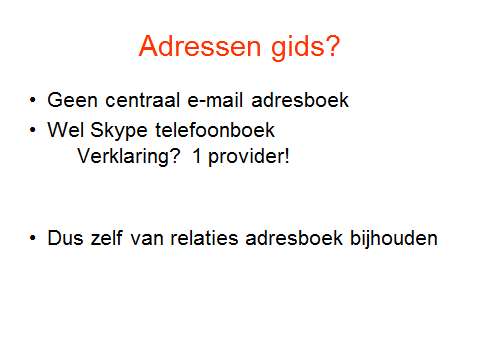 Adressen gids?
• Geen centraal e-mail adresboek
• Wel Skype telefoonboek
Verklaring? 1 provider!
• Dus zelf van relaties adresboek bijhouden